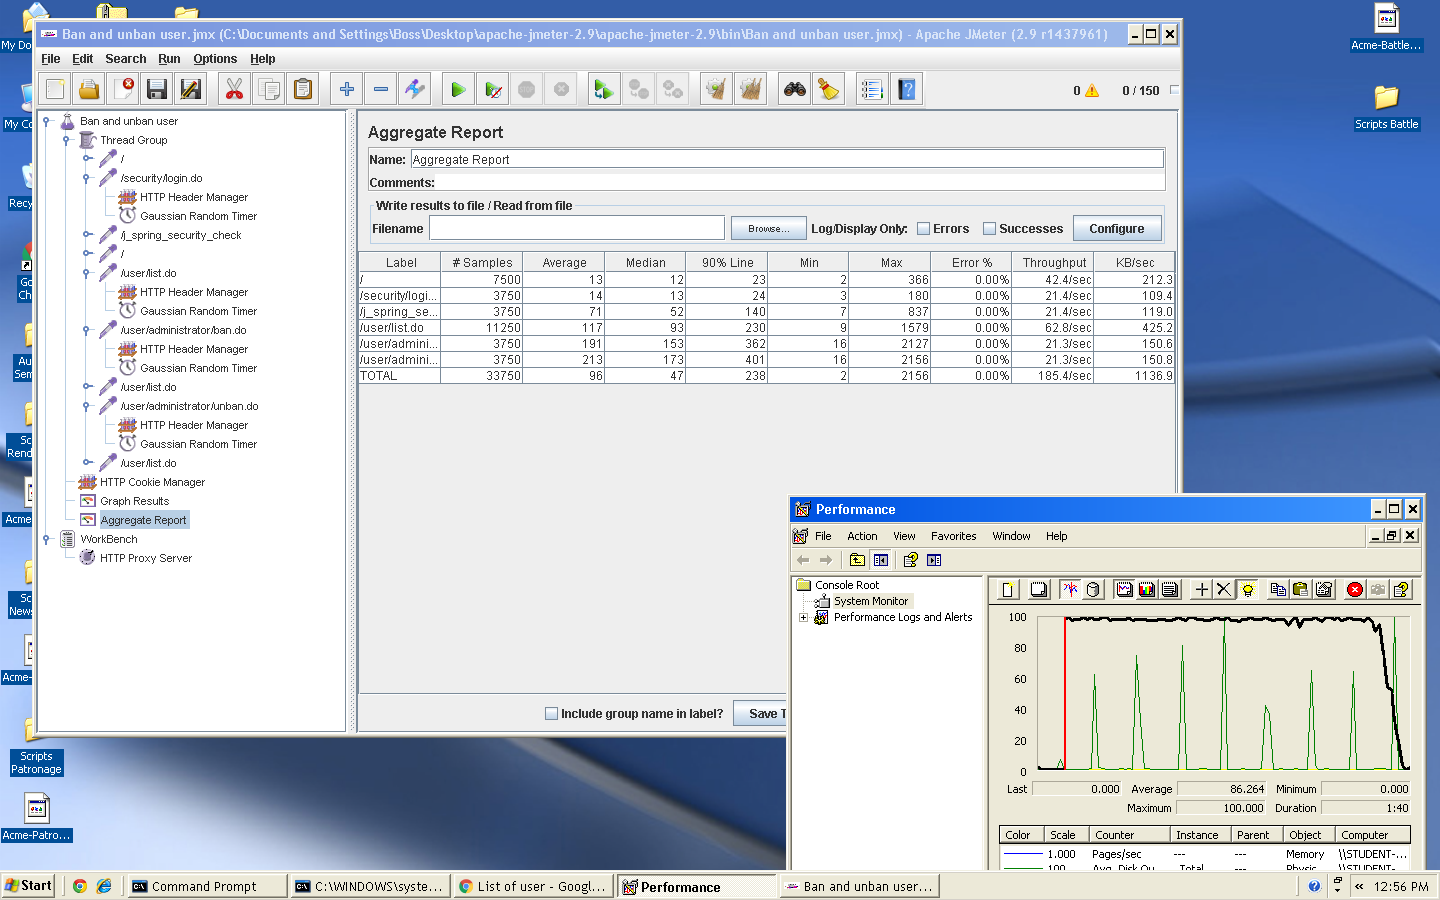 Ban and unban user.jmx (C:\Documents and Settings\Boss\Desktop\apache-jmeter-2.9\apache-jmeter-2.9\bin\Ban and unban user.jmx) - Apache JMeter (2.9 r1437961)
File Edit Search Run Options Help
0 0 / 150
Ban and unban user
Thread Group
/
/security/login.do
HTTP Header Manager
Gaussian Random Timer
/j_spring_security_check
/
/user/list.do
HTTP Header Manager
Gaussian Random Timer
/user/administrator/ban.do
HTTP Header Manager
Gaussian Random Timer
/user/list.do
/user/administrator/unban.do
HTTP Header Manager
Gaussian Random Timer
/user/list.do
HTTP Cookie Manager
Graph Results
Aggregate Report
WorkBench
HTTP Proxy Server
Aggregate Report
Name: Aggregate Report
Comments:
Write results to file / Read from file
Filename Browse... Log/Display Only: Errors Successes Configure
Label # Samples Average Median 90% Line Min Max Error % Throughput KB/sec
/ 7500 13 12 23 2 366 0.00% 42.4/sec 212.3
/security/logi... 3750 14 13 24 3 180 0.00% 21.4/sec 109.4
/j_spring_se... 3750 71 52 140 7 837 0.00% 21.4/sec 119.0
/user/list.do 11250 117 93 230 9 1579 0.00% 62.8/sec 425.2
/user/admini... 3750 191 153 362 16 2127 0.00% 21.3/sec 150.6
/user/admini... 3750 213 173 401 16 2156 0.00% 21.3/sec 150.8
TOTAL 33750 96 47 238 2 2156 0.00% 185.4/sec 1136.9
Include group name in label? Save T
Performance
File Action View Favorites Window Help
Console Root
System Monitor
Performance Logs and Alerts
100
80
60
40
20
0
Last 0.000 Average 86.264 Minimum 0.000
Maximum 100.000 Duration 1:40
Color Scale Counter Instance Parent Object Computer
1.000 Pages/sec --- --- Memory \\STUDENT-...
100 Avg. Disk Qu Total --- Physic \\STUDENT-
My Do
My Co
Recy
Go
Ch
Au
Sem
Sc
Rend
Acme-
Sc
News
Acme-
Scripts
Patronage
Acme-Patro...
Acme-Battle...
Scripts Battle
Start Command Prompt C:\WINDOWS\syste... List of user - Googl... Performance Ban and unban user... 12:56 PM